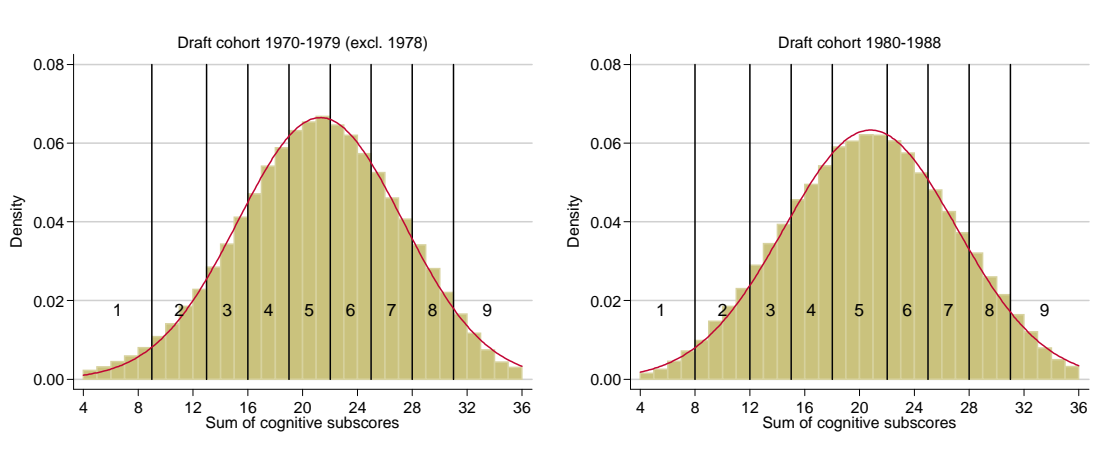 Draft cohort 1970-1979 (excl. 1978)
0.08
0.06
0.04
0.02
0.00
Density
1 2 3 4 5 6 7 8 9
4 8 12 16 20 24 28 32 36
Sum of cognitive subscores
Draft cohort 1980-1988
0.08
0.06
0.04
0.02
0.00
Density
1 2 3 4 5 6 7 8 9
4 8 12 16 20 24 28 32 36
Sum of cognitive subscores